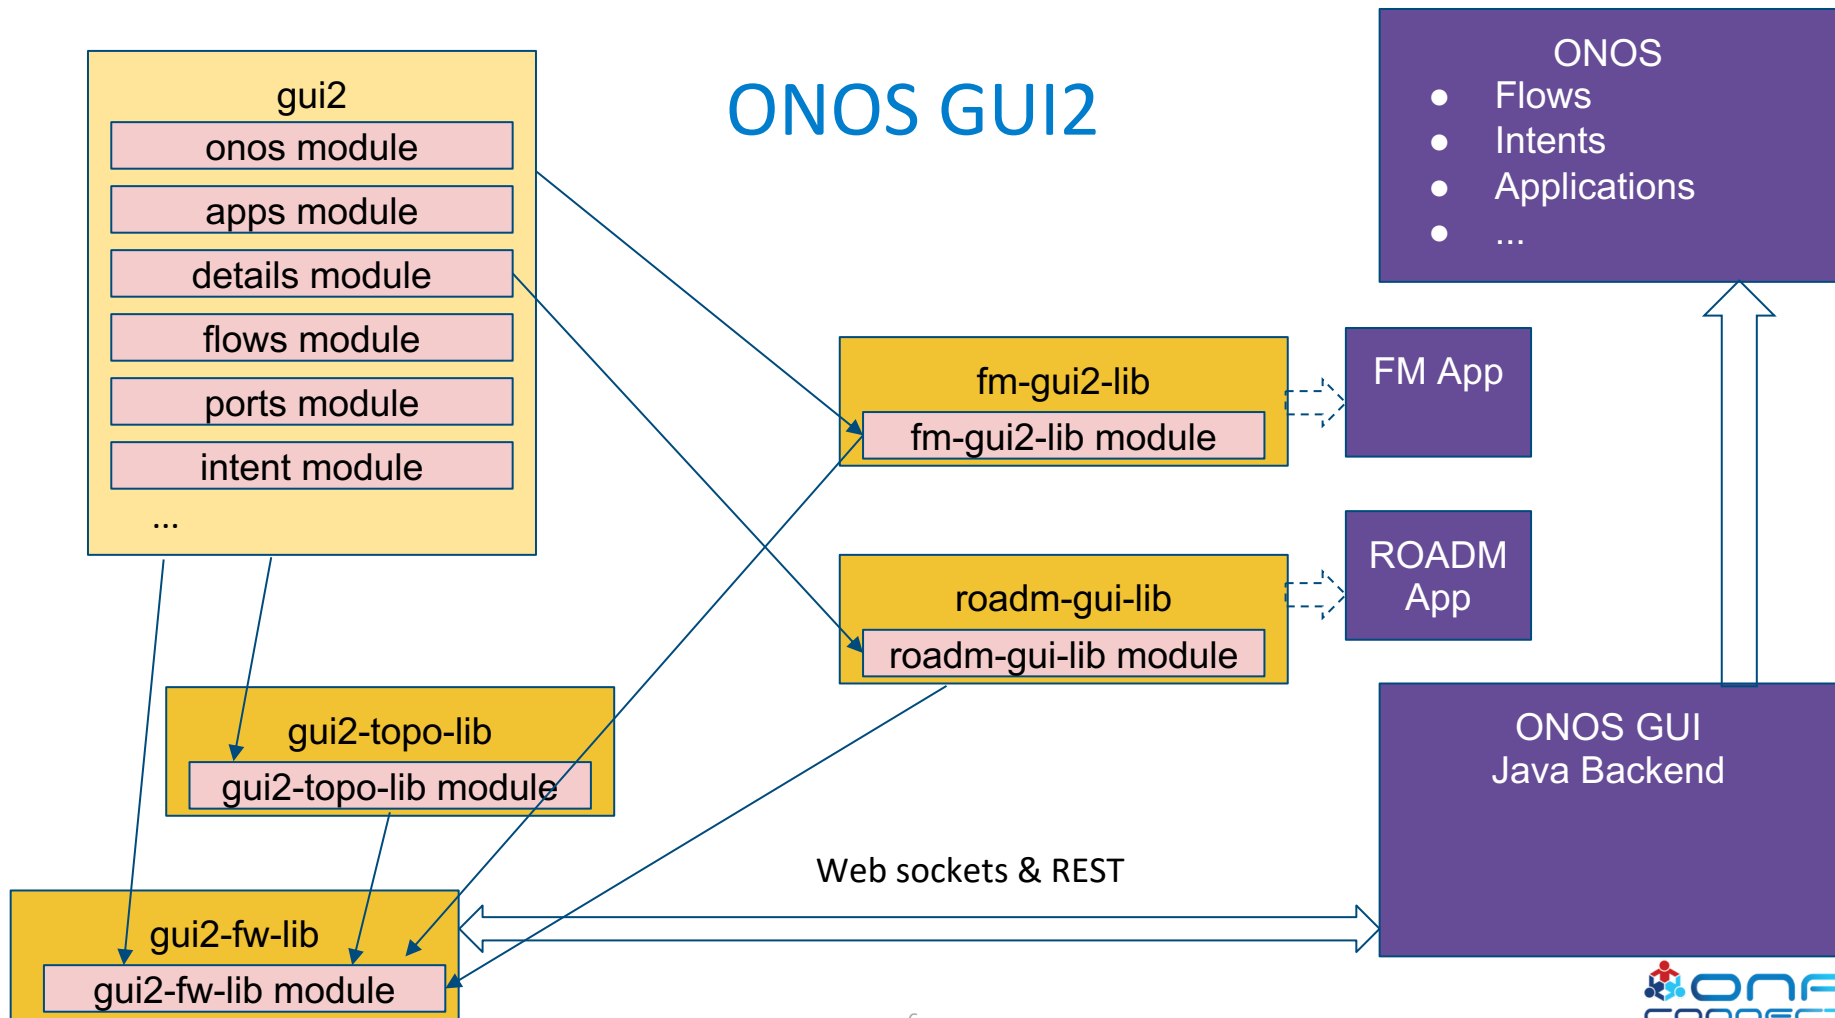 ONOS GUI2
gui2
onos module
apps module
details module
flows module
ports module
intent module
...
ONOS
● Flows
● Intents
● Applications
● ...
fm-gui2-lib
fm-gui2-lib module
FM App
roadm-gui-lib
roadm-gui-lib module
ROADM
App
gui2-topo-lib
gui2-topo-lib module
ONOS GUI
Java Backend
Web sockets & REST
gui2-fw-lib
gui2-fw-lib module